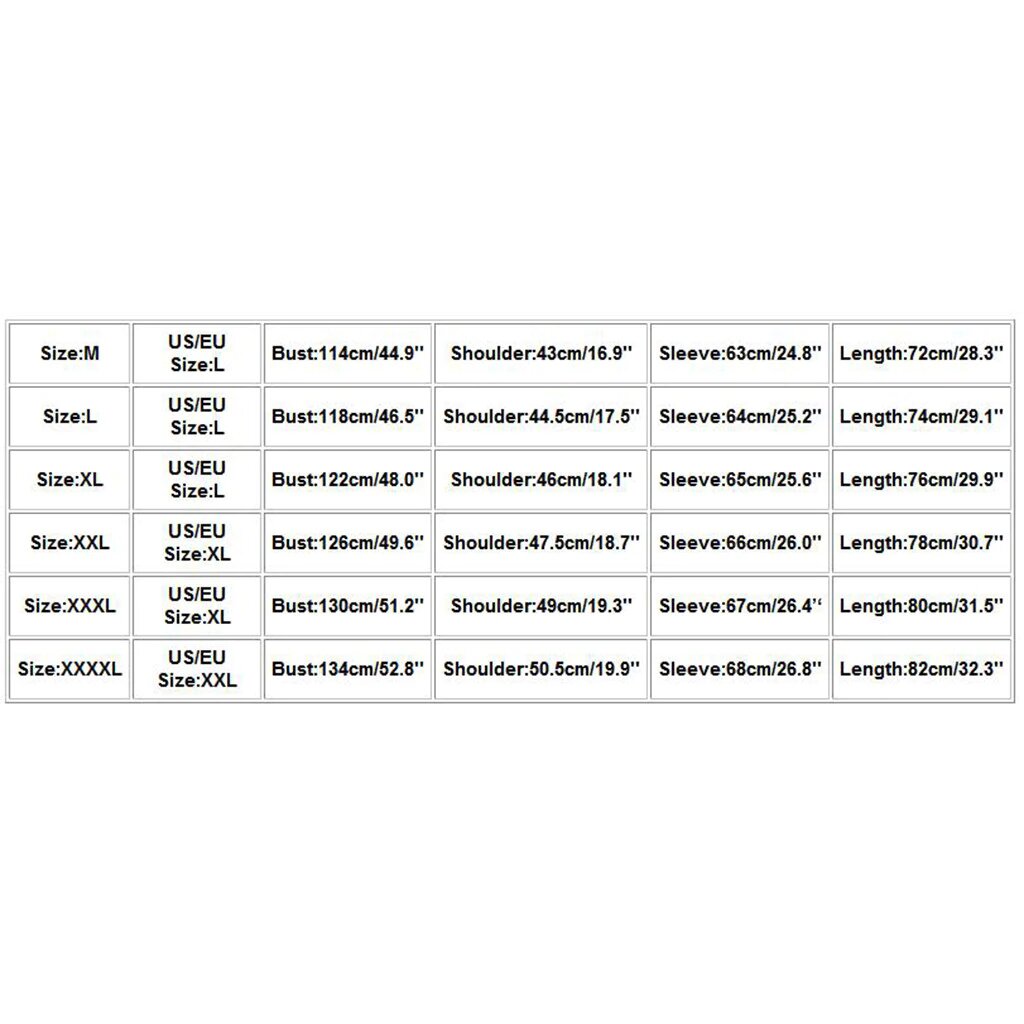 Size:M US/EU Size:L Bust:114cm/44.9'' Shoulder:43cm/16.9'' Sleeve:63cm/24.8'' Length:72cm/28.3''
Size:L US/EU Size:L Bust:118cm/46.5'' Shoulder:44.5cm/17.5'' Sleeve:64cm/25.2'' Length:74cm/29.1''
Size:XL US/EU Size:L Bust:122cm/48.0'' Shoulder:46cm/18.1'' Sleeve:65cm/25.6'' Length:76cm/29.9''
Size:XXL US/EU Size:XL Bust:126cm/49.6'' Shoulder:47.5cm/18.7'' Sleeve:66cm/26.0'' Length:78cm/30.7''
Size:XXXL US/EU Size:XL Bust:130cm/51.2'' Shoulder:49cm/19.3'' Sleeve:67cm/26.4’‘ Length:80cm/31.5''
Size:XXXXL US/EU Size:XXL Bust:134cm/52.8'' Shoulder:50.5cm/19.9'' Sleeve:68cm/26.8'' Length:82cm/32.3''